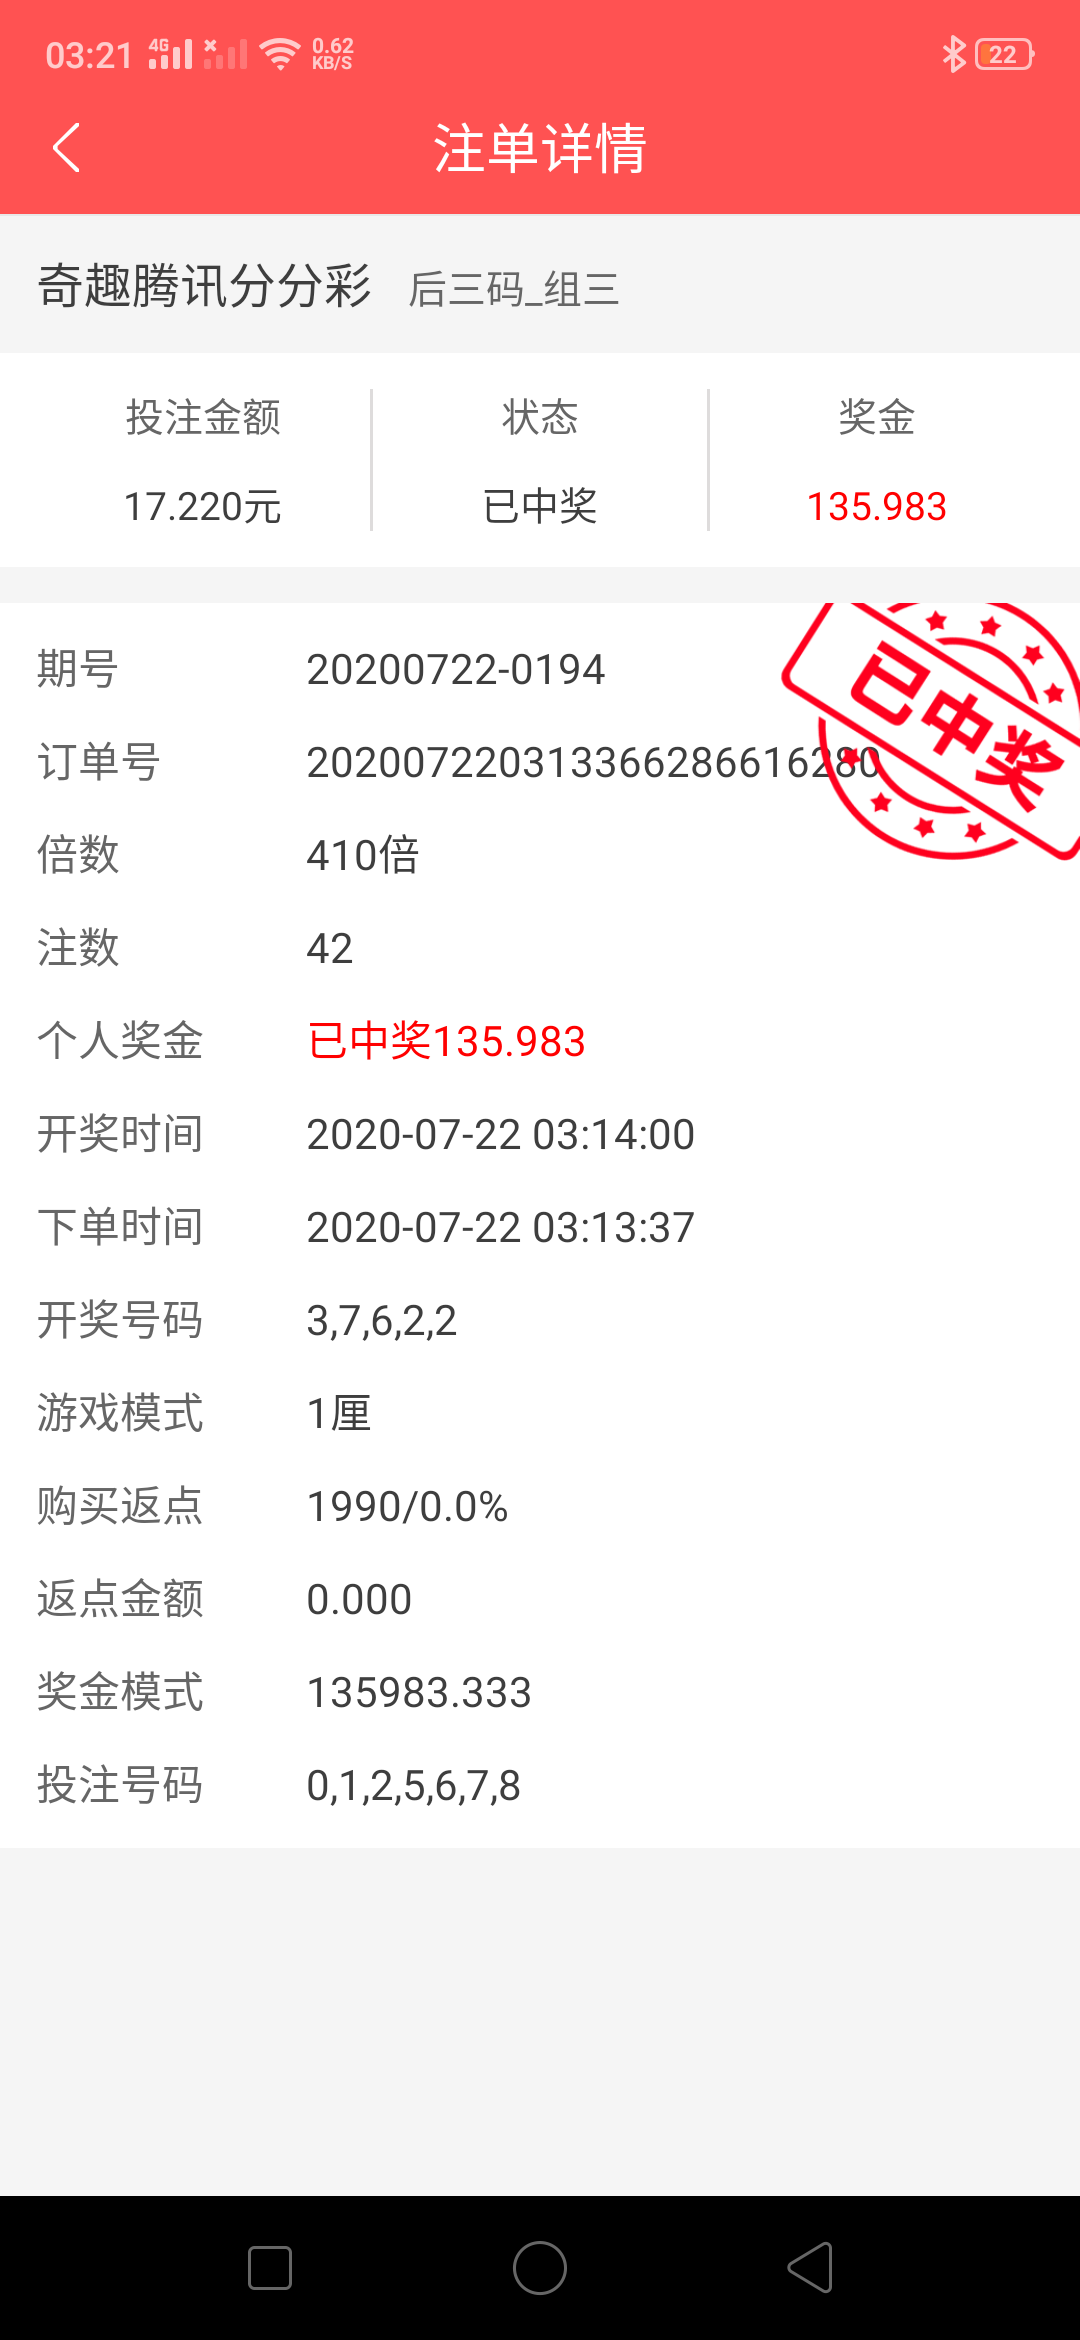 03:21 4G 0.62 KB/S 22
注单详情
奇趣腾讯分分彩 后三码_组三
投注金额 状态 奖金
17.220元 已中奖 135.983
期号 20200722-0194
已中奖
订单号 20200722031336628661628​0
倍数 410倍
注数 42
个人奖金 已中奖135.983
开奖时间 2020-07-22 03:14:00
下单时间 2020-07-22 03:13:37
开奖号码 3,7,6,2,2
游戏模式 1厘
购买返点 1990/0.0%
返点金额 0.000
奖金模式 135983.333
投注号码 0,1,2,5,6,7,8